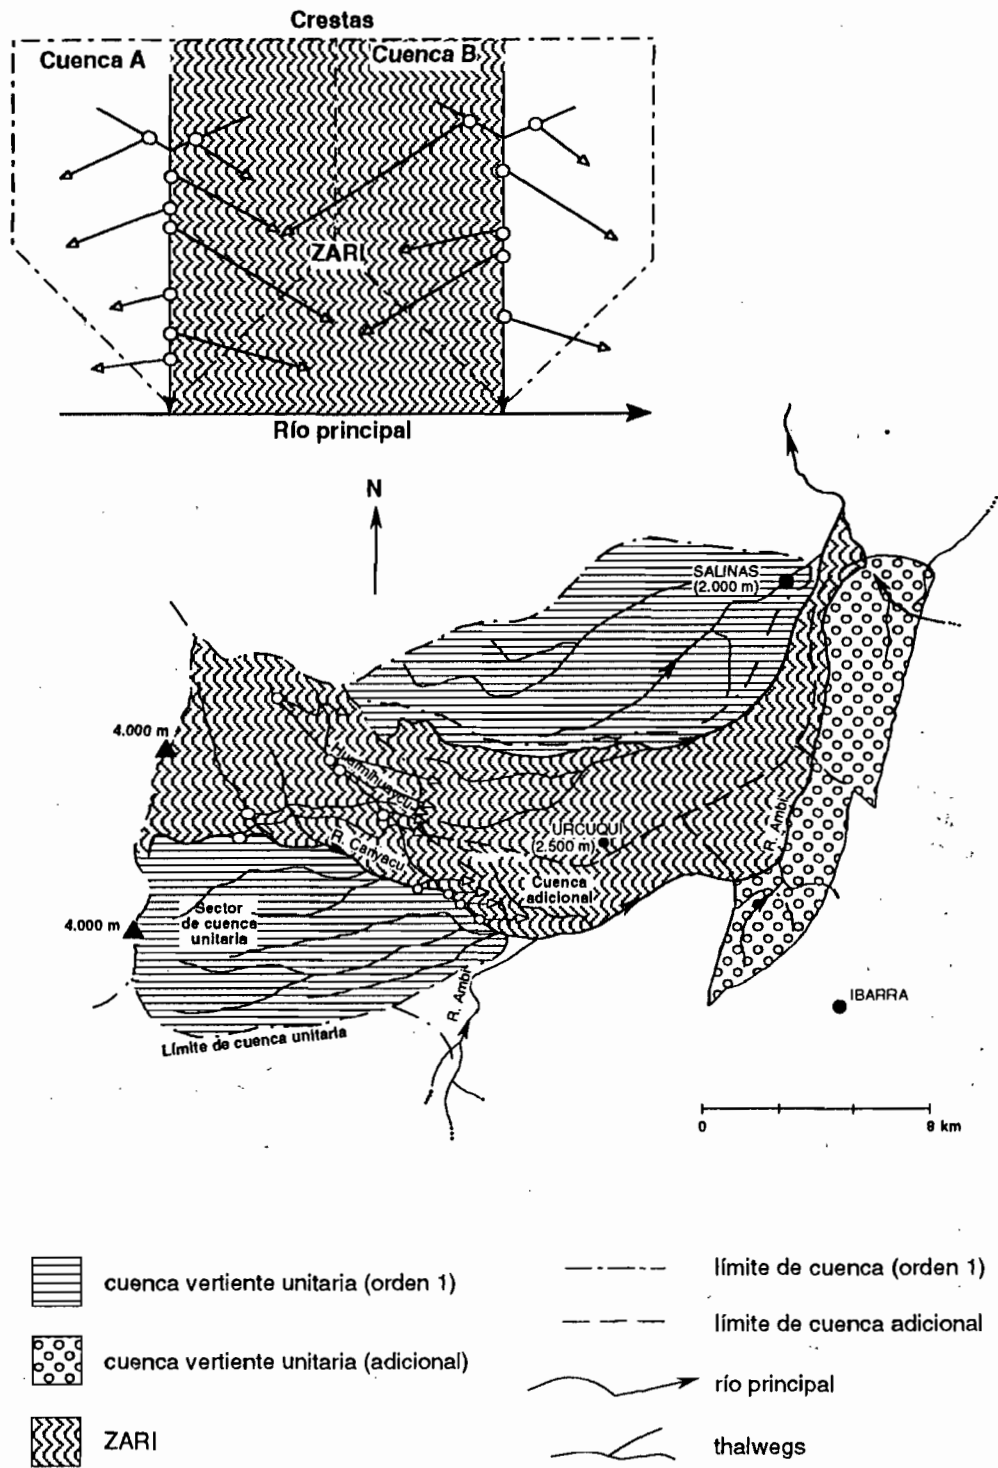 Crestas
Cuenca A
Cuenca B
ZARI
Río principal
N
SALINAS
(2.000 m)
4.000 m
Huarmihuaycu
URCUQUI
(2.500 m)
R. Ambi
R. Cariyacu
Cuenca
adicional
Sector
de cuenca
unitaria
4.000 m
R. Ambi
IBARRA
Límite de cuenca unitaria
0
8 km
cuenca vertiente unitaria (orden 1)
límite de cuenca (orden 1)
límite de cuenca adicional
cuenca vertiente unitaria (adicional)
río principal
ZARI
thalwegs